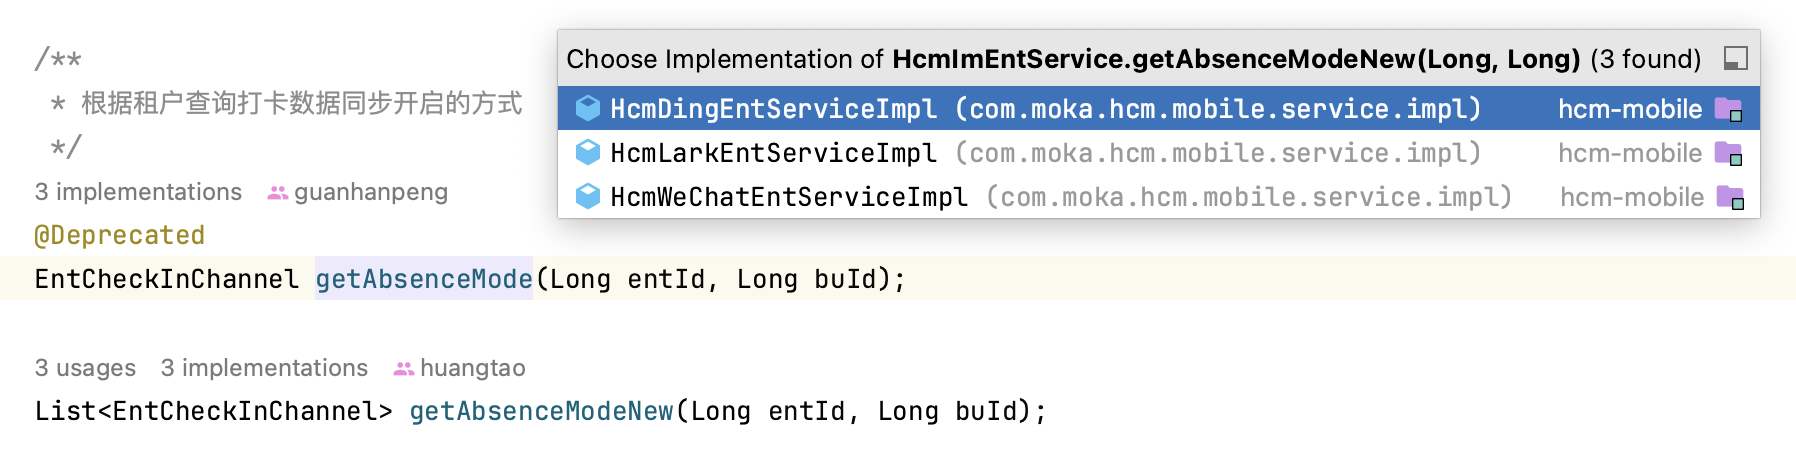 /**
Choose Implementation of HcmImEntService.getAbsenceModeNew(Long, Long) (3 found)
* 根据租户查询打卡数据同步开启的方式
HcmDingEntServiceImpl (com.moka.hcm.mobile.service.impl) hcm-mobile
*/
HcmLarkEntServiceImpl (com.moka.hcm.mobile.service.impl) hcm-mobile
3 implementations guanhanpeng
HcmWeChatEntServiceImpl (com.moka.hcm.mobile.service.impl) hcm-mobile
@Deprecated
EntCheckInChannel getAbsenceMode(Long entId, Long buId);
3 usages 3 implementations huangtao
List<EntCheckInChannel> getAbsenceModeNew(Long entId, Long buId);